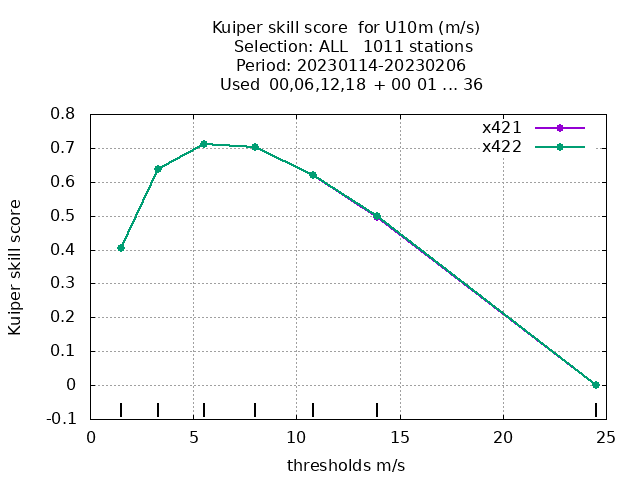 Kuiper skill score  for U10m (m/s)
Selection: ALL   1011 stations
Period: 20230114-20230206
Used  00,06,12,18  + 00 01 ... 36
x421
x422
Kuiper skill score
0.8
0.7
0.6
0.5
0.4
0.3
0.2
0.1
0
-0.1
0 5 10 15 20 25
thresholds m/s